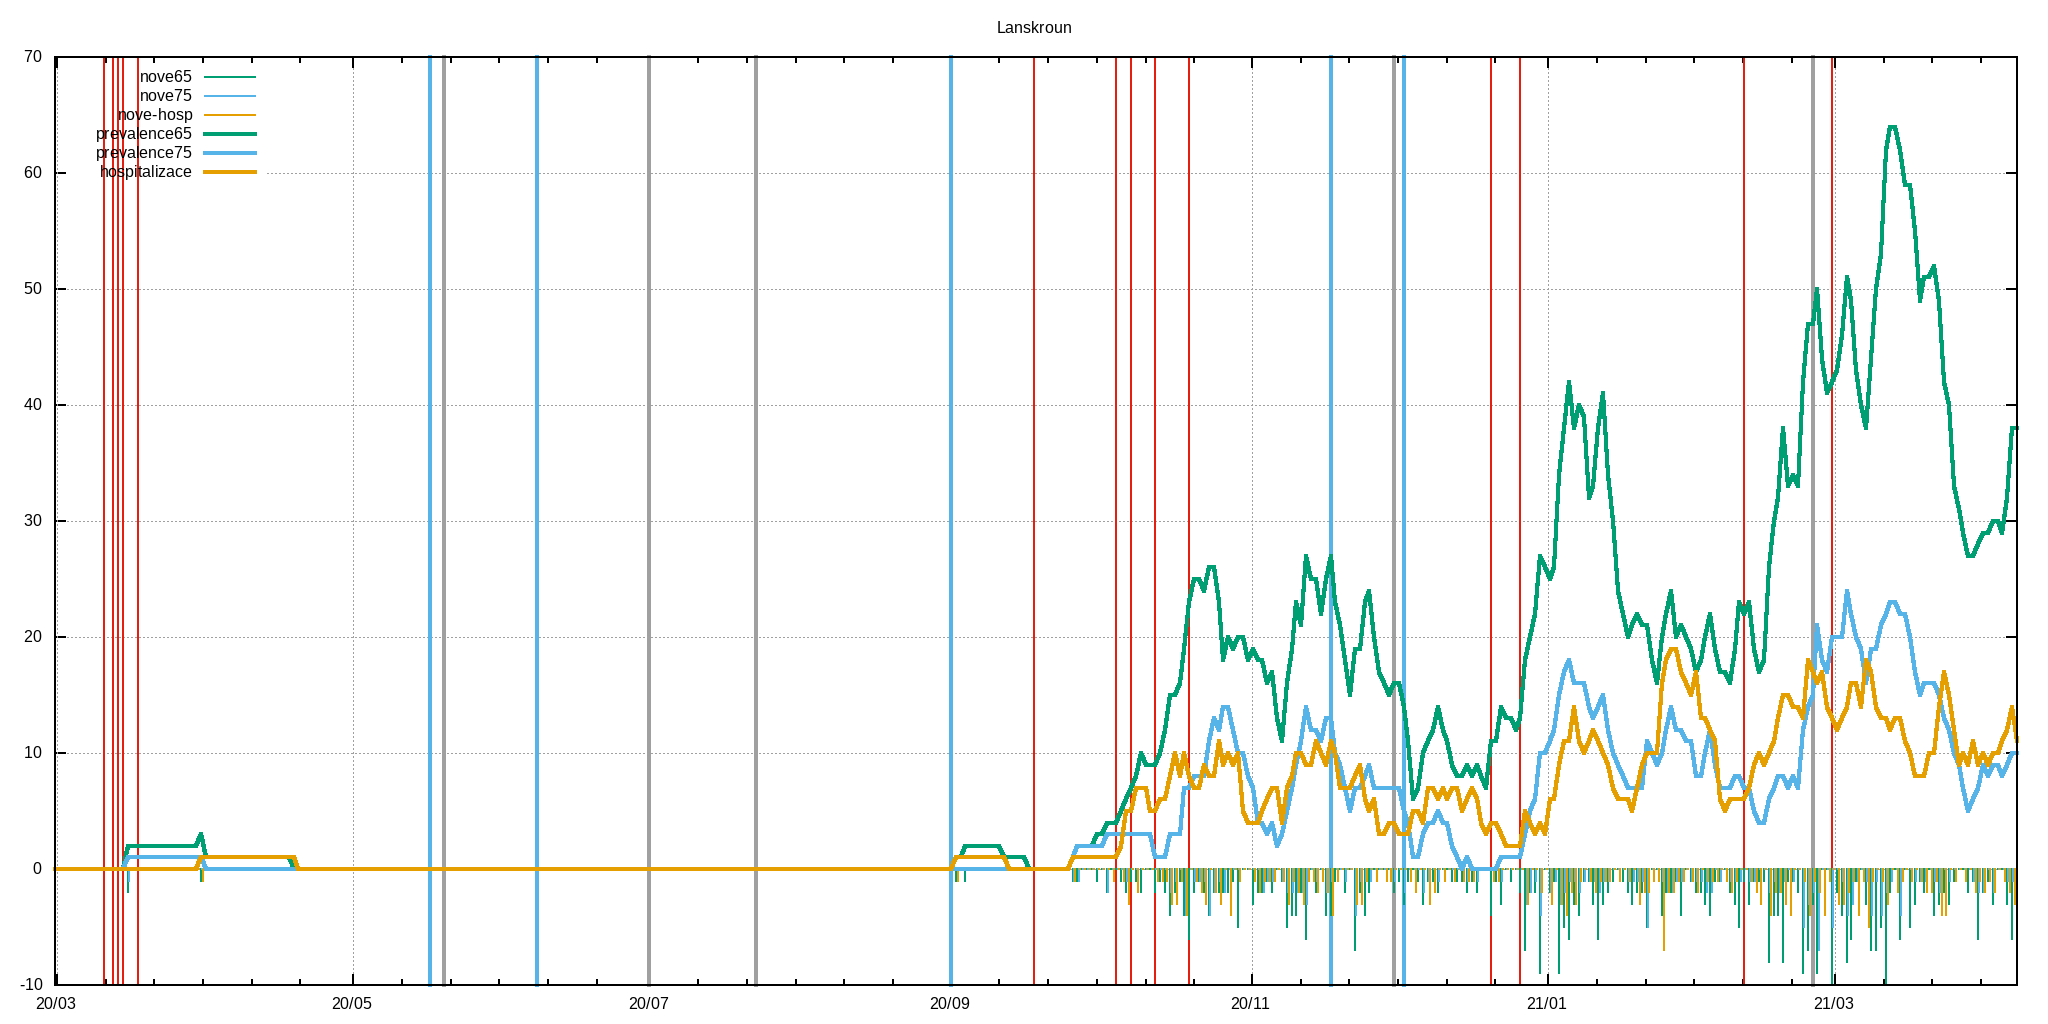 Lanskroun
70
60
50
40
30
20
10
0
-10
nove65
nove75
nove-hosp
prevalence65
prevalence75
hospitalizace
20/03 20/05 20/07 20/09 20/11 21/01 21/03